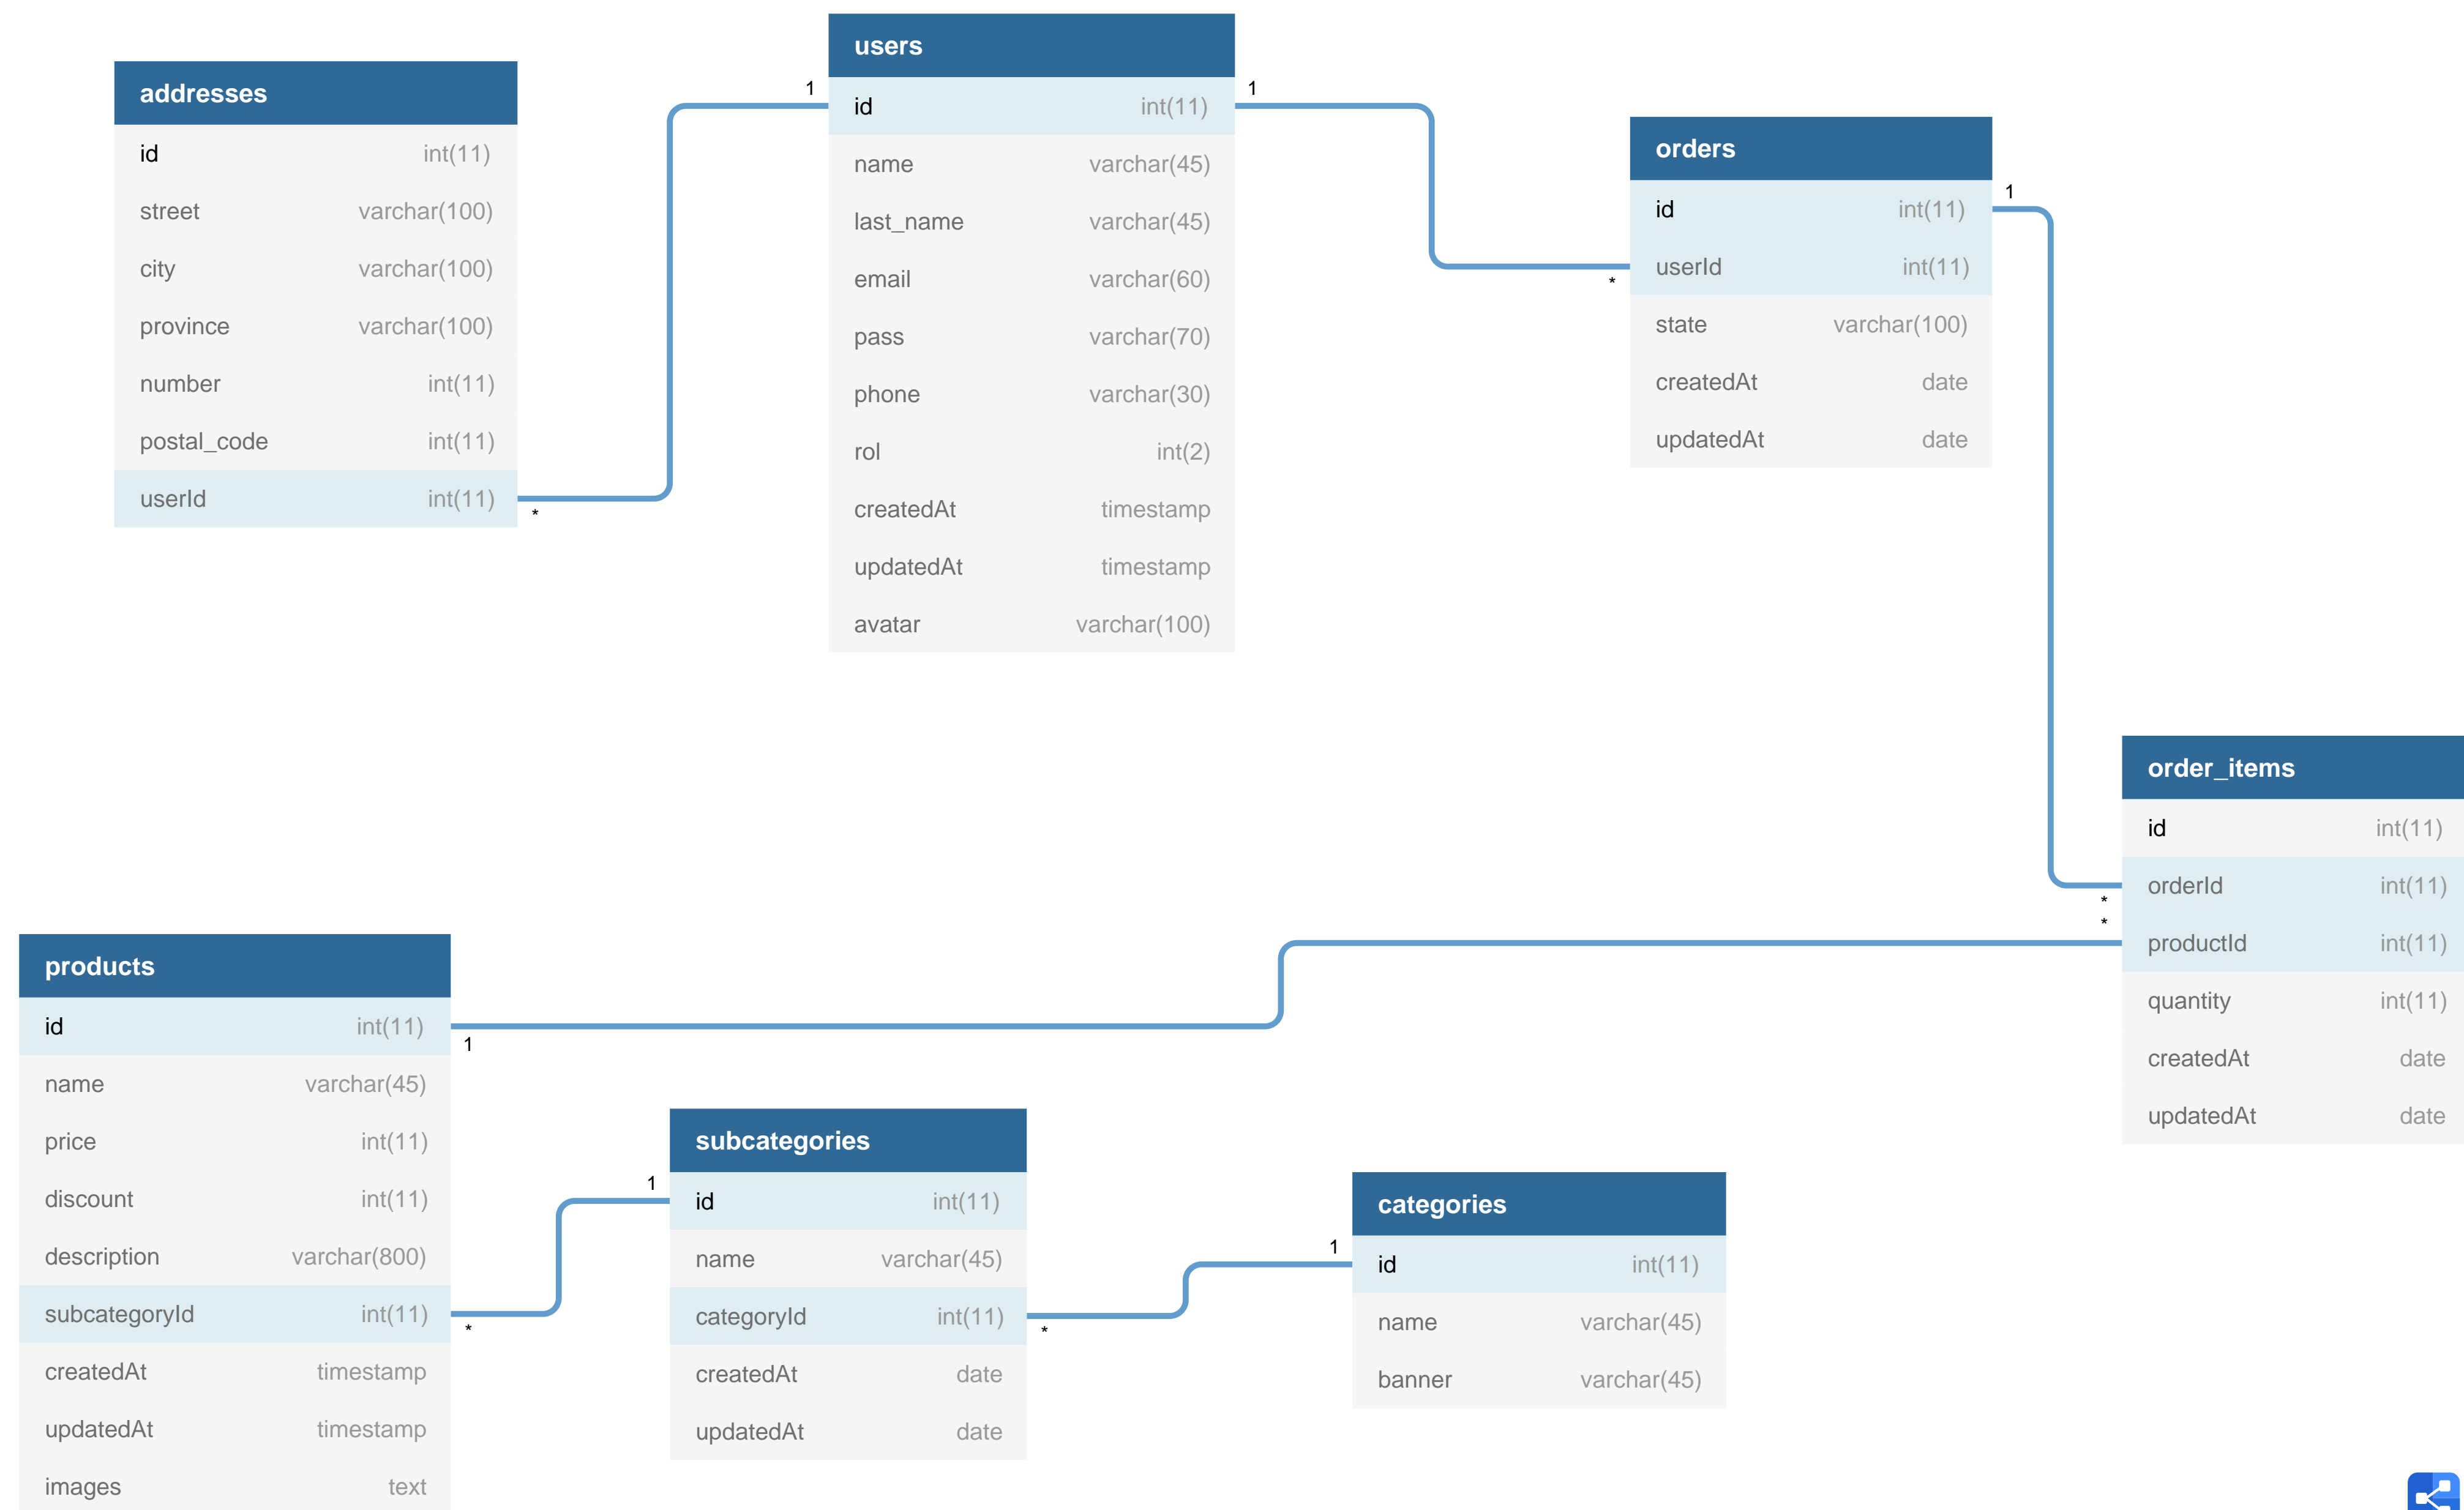 users
1
id int(11)
1
name varchar(45)
last_name varchar(45)
email varchar(60)
pass varchar(70)
phone varchar(30)
rol int(2)
createdAt timestamp
updatedAt timestamp
avatar varchar(100)
addresses
id int(11)
street varchar(100)
city varchar(100)
province varchar(100)
number int(11)
postal_code int(11)
userId int(11)
*
orders
id int(11)
1
userId int(11)
*
state varchar(100)
createdAt date
updatedAt date
order_items
id int(11)
orderId int(11)
*
*
productId int(11)
quantity int(11)
createdAt date
updatedAt date
products
id int(11)
1
name varchar(45)
price int(11)
discount int(11)
description varchar(800)
subcategoryId int(11)
*
createdAt timestamp
updatedAt timestamp
images text
subcategories
1
id int(11)
name varchar(45)
categoryId int(11)
*
createdAt date
updatedAt date
categories
1
id int(11)
name varchar(45)
banner varchar(45)